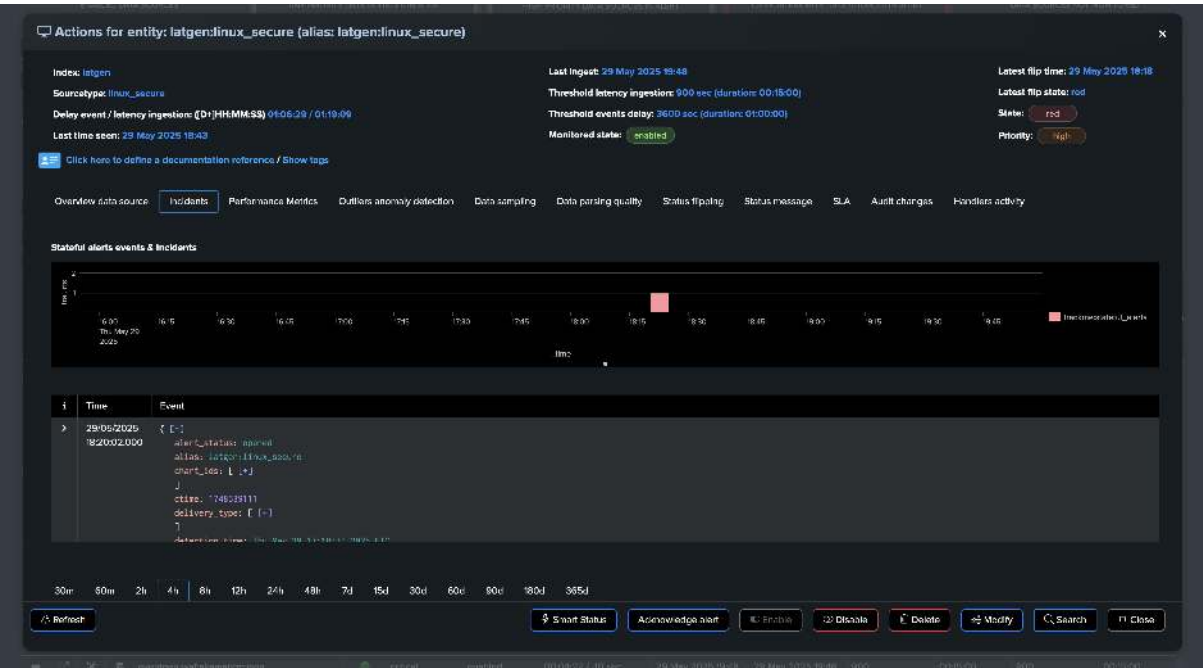 Actions for entity: latgen:linux_secure (alias: latgen:linux_secure)
Index: latgen
Sourcetype: linux_secure
Delay event / latency ingestion: ([D+]HH:MM:SS) 01:05:29 / 01:19:09
Last time seen: 29 May 2025 18:43
Last ingest: 29 May 2025 19:48
Threshold latency ingestion: 900 sec (duration: 00:15:00)
Threshold events delay: 3600 sec (duration: 01:00:00)
Monitored state: enabled
Latest flip time: 29 May 2025 18:18
Latest flip state: red
State: red
Priority: high
Click here to define a documentation reference / Show tags
Overview data source Incidents Performance Metrics Outliers anomaly detection Data sampling Data parsing quality Status flipping Status message SLA Audit changes Handlers activity
Stateful alerts events & Incidents
2
1
16:00 16:15 16:30 16:45 17:00 17:15 17:30 17:45 18:00 18:15 18:30 18:45 19:00 19:15 19:30 19:45
Thu May 29
2025
time
i Time Event
29/05/2025 { [-]
18:20:02.000 alert_status: opened
alias: latgen:linux_secure
chart_ids: [ [+]
]
ctime:
delivery_type: [ [+]
]
30m 60m 2h 4h 8h 12h 24h 48h 7d 15d 30d 60d 90d 180d 365d
Refresh Smart Status Acknowledge alert Enable Disable Delete Modify Search Close